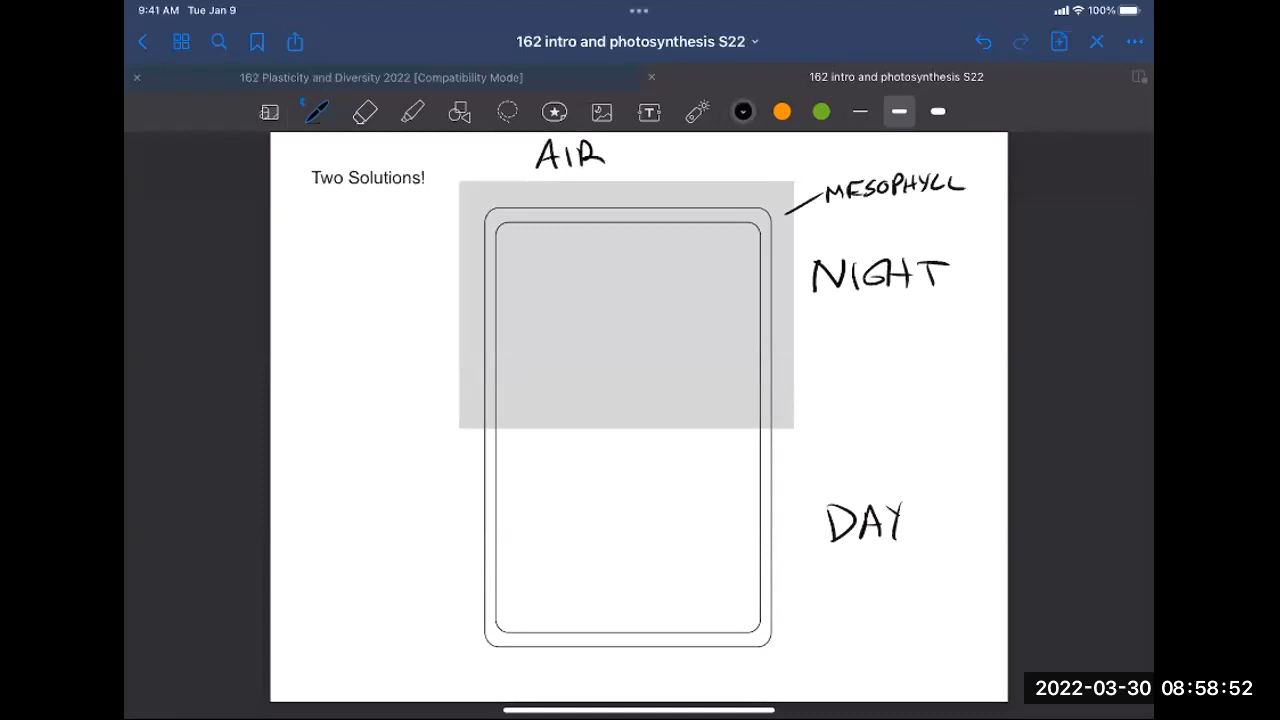 9:41 AM Tue Jan 9
100%
162 intro and photosynthesis S22
162 Plasticity and Diversity 2022 [Compatibility Mode]
162 intro and photosynthesis S22
T
AIR
Two Solutions!
MESOPHYLL
NIGHT
DAY
2022-03-30 08:58:52